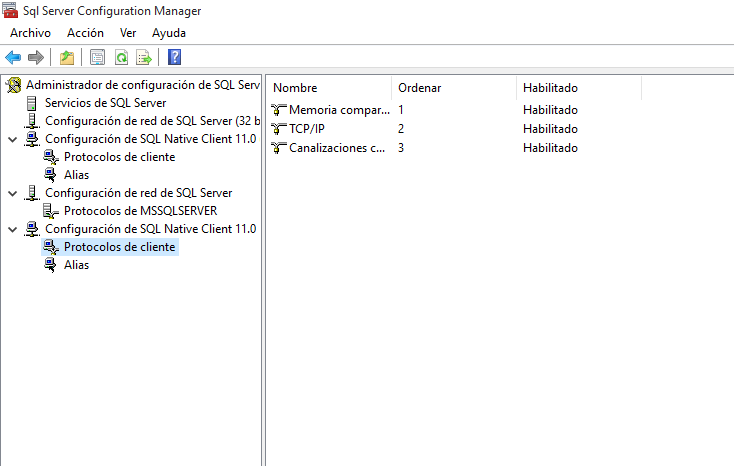 Sql Server Configuration Manager
Archivo Acción Ver Ayuda
Administrador de configuración de SQL Serv
Servicios de SQL Server
Configuración de red de SQL Server (32 b
Configuración de SQL Native Client 11.0
Protocolos de cliente
Alias
Configuración de red de SQL Server
Protocolos de MSSQLSERVER
Configuración de SQL Native Client 11.0
Protocolos de cliente
Alias
Nombre Ordenar Habilitado
Memoria compar... 1 Habilitado
TCP/IP 2 Habilitado
Canalizaciones c... 3 Habilitado